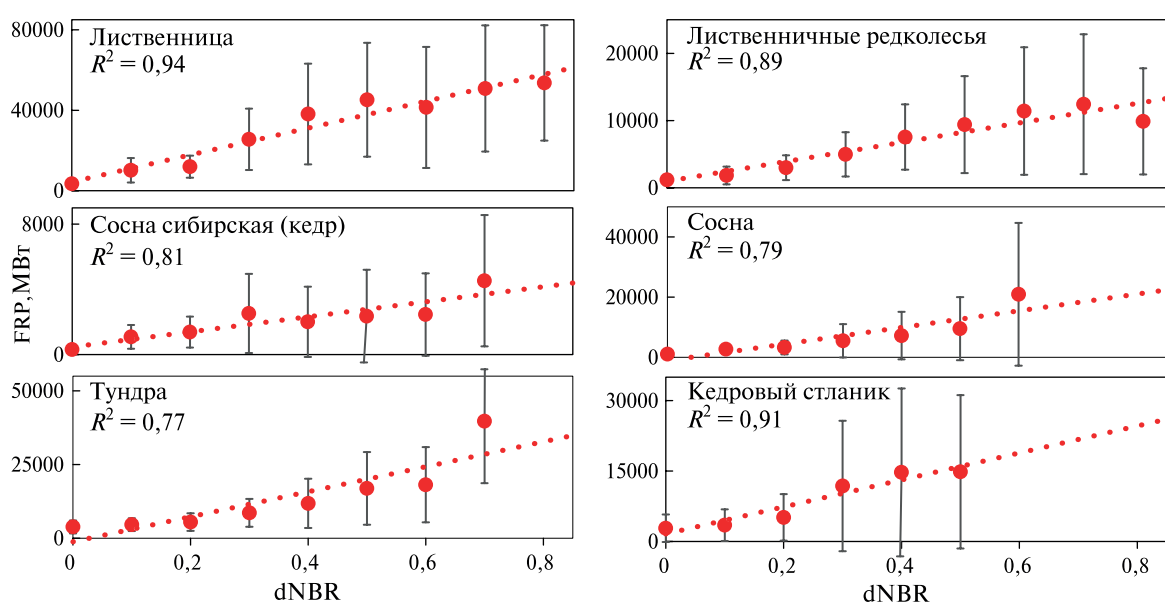 80000
40000
0
Лиственница
R² = 0,94
20000
10000
0
Лиственничные редколесья
R² = 0,89
FRP,МВт
8000
0
Сосна сибирская (кедр)
R² = 0,81
40000
20000
0
Сосна
R² = 0,79
50000
25000
0
Тундра
R² = 0,77
0 0,2 0,4 0,6 0,8
dNBR
30000
15000
0
Кедровый стланик
R² = 0,91
0 0,2 0,4 0,6 0,8
dNBR